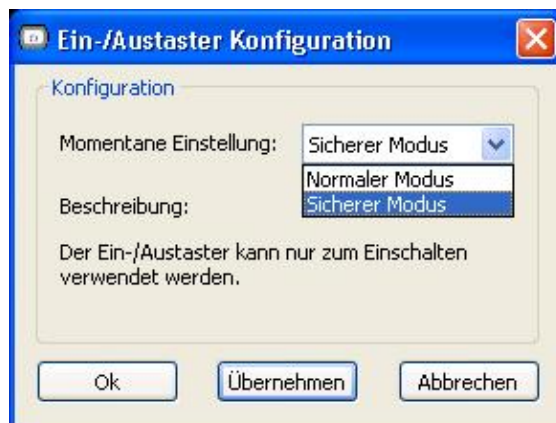 Ein-/Austaster Konfiguration
Konfiguration
Momentane Einstellung: Sicherer Modus
Normaler Modus
Sicherer Modus
Beschreibung:
Der Ein-/Austaster kann nur zum Einschalten
verwendet werden.
Ok Übernehmen Abbrechen